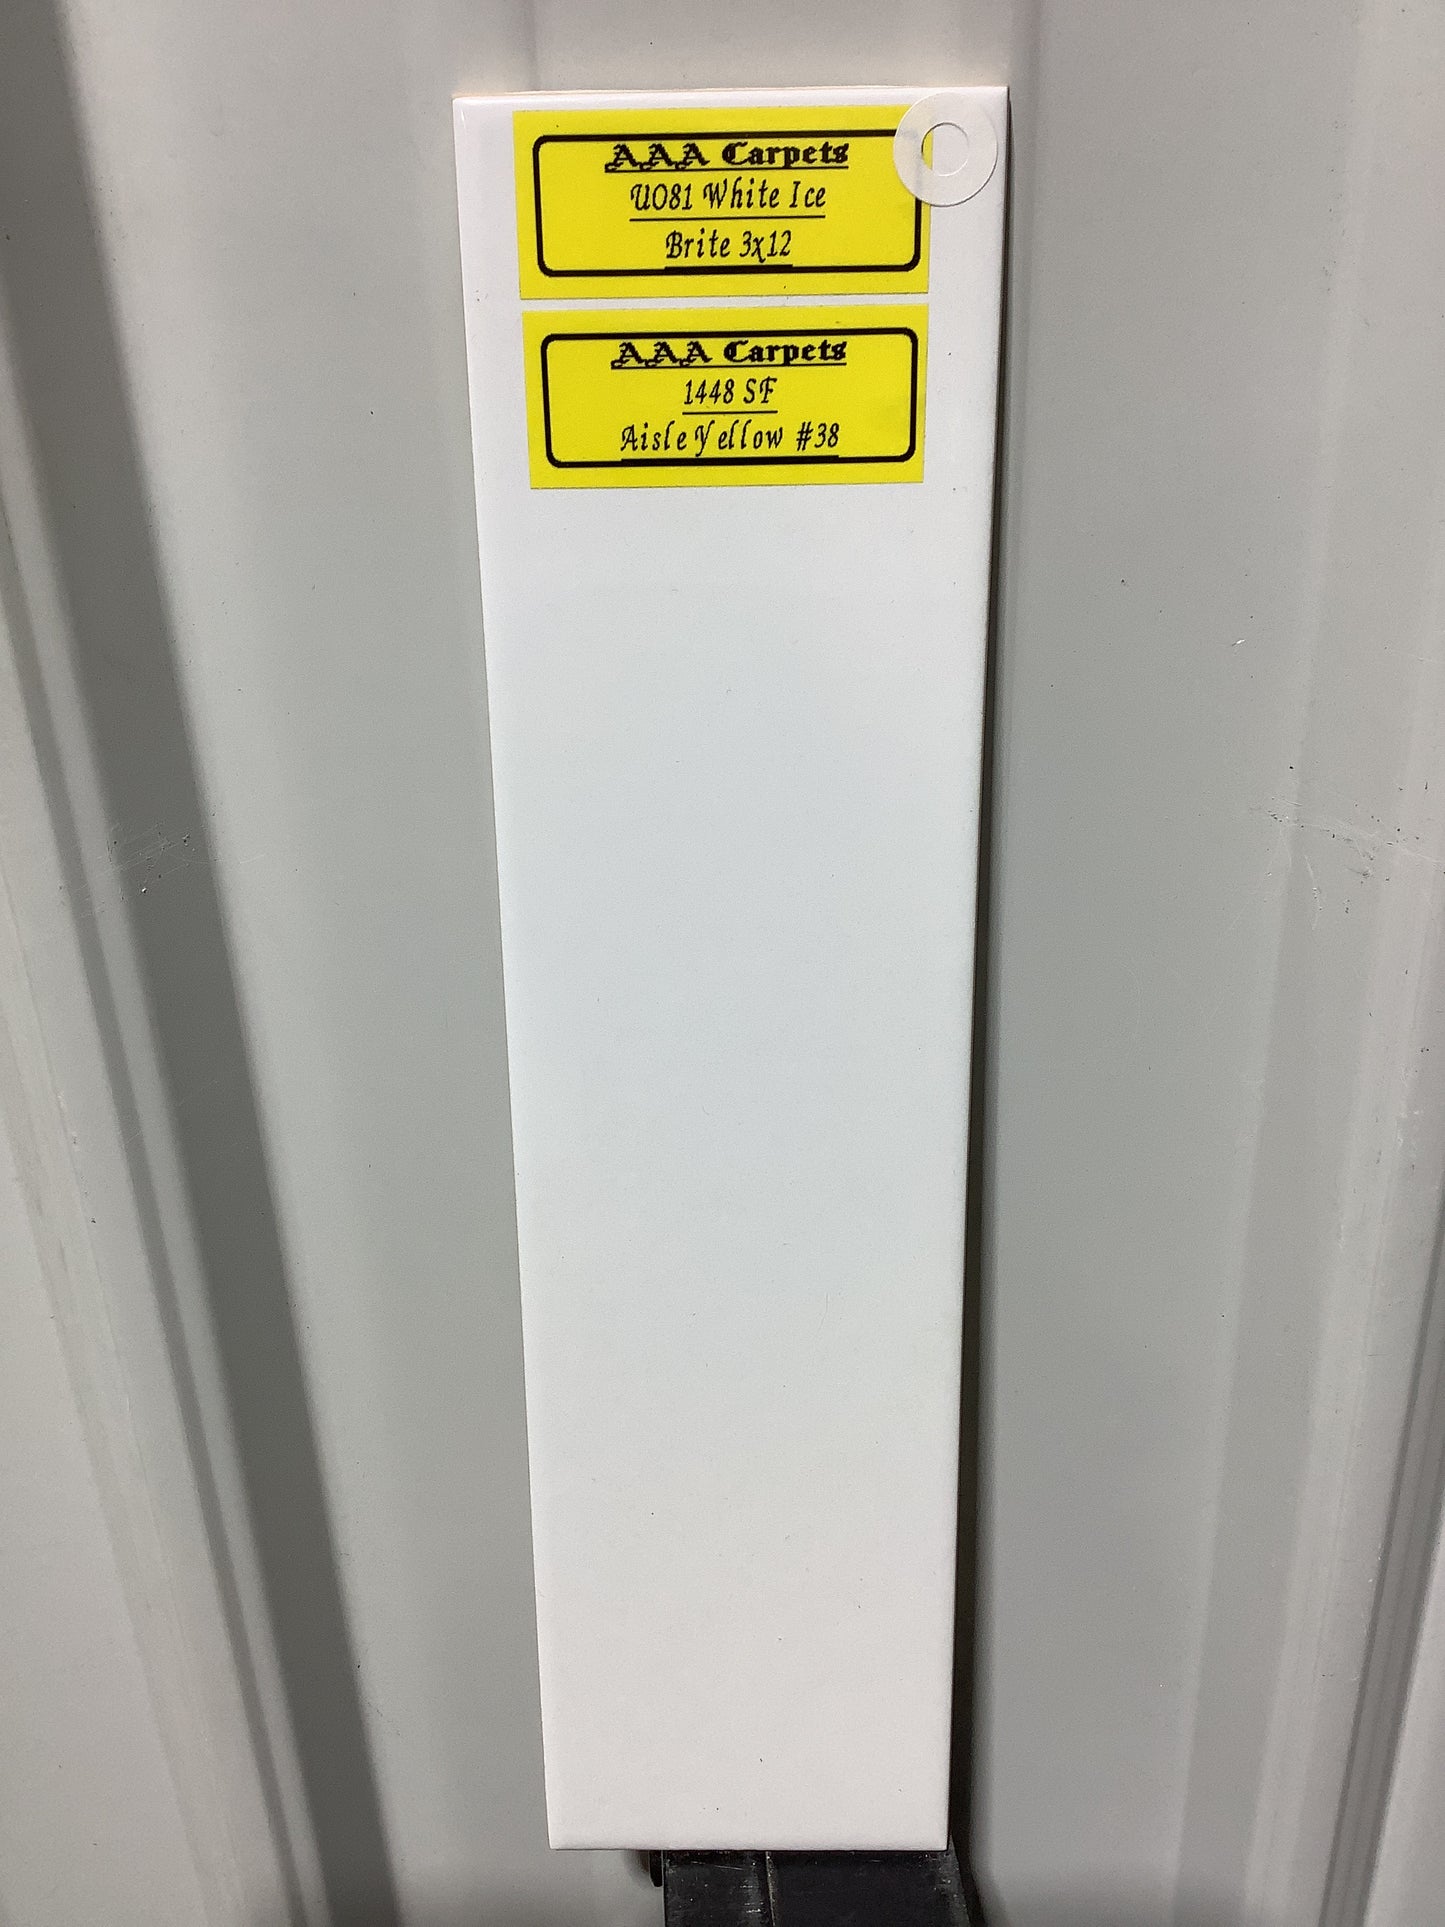 AAA Carpets
U081 White Ice
Brite 3x12
AAA Carpets
1448 SF
Aisle Yellow #38